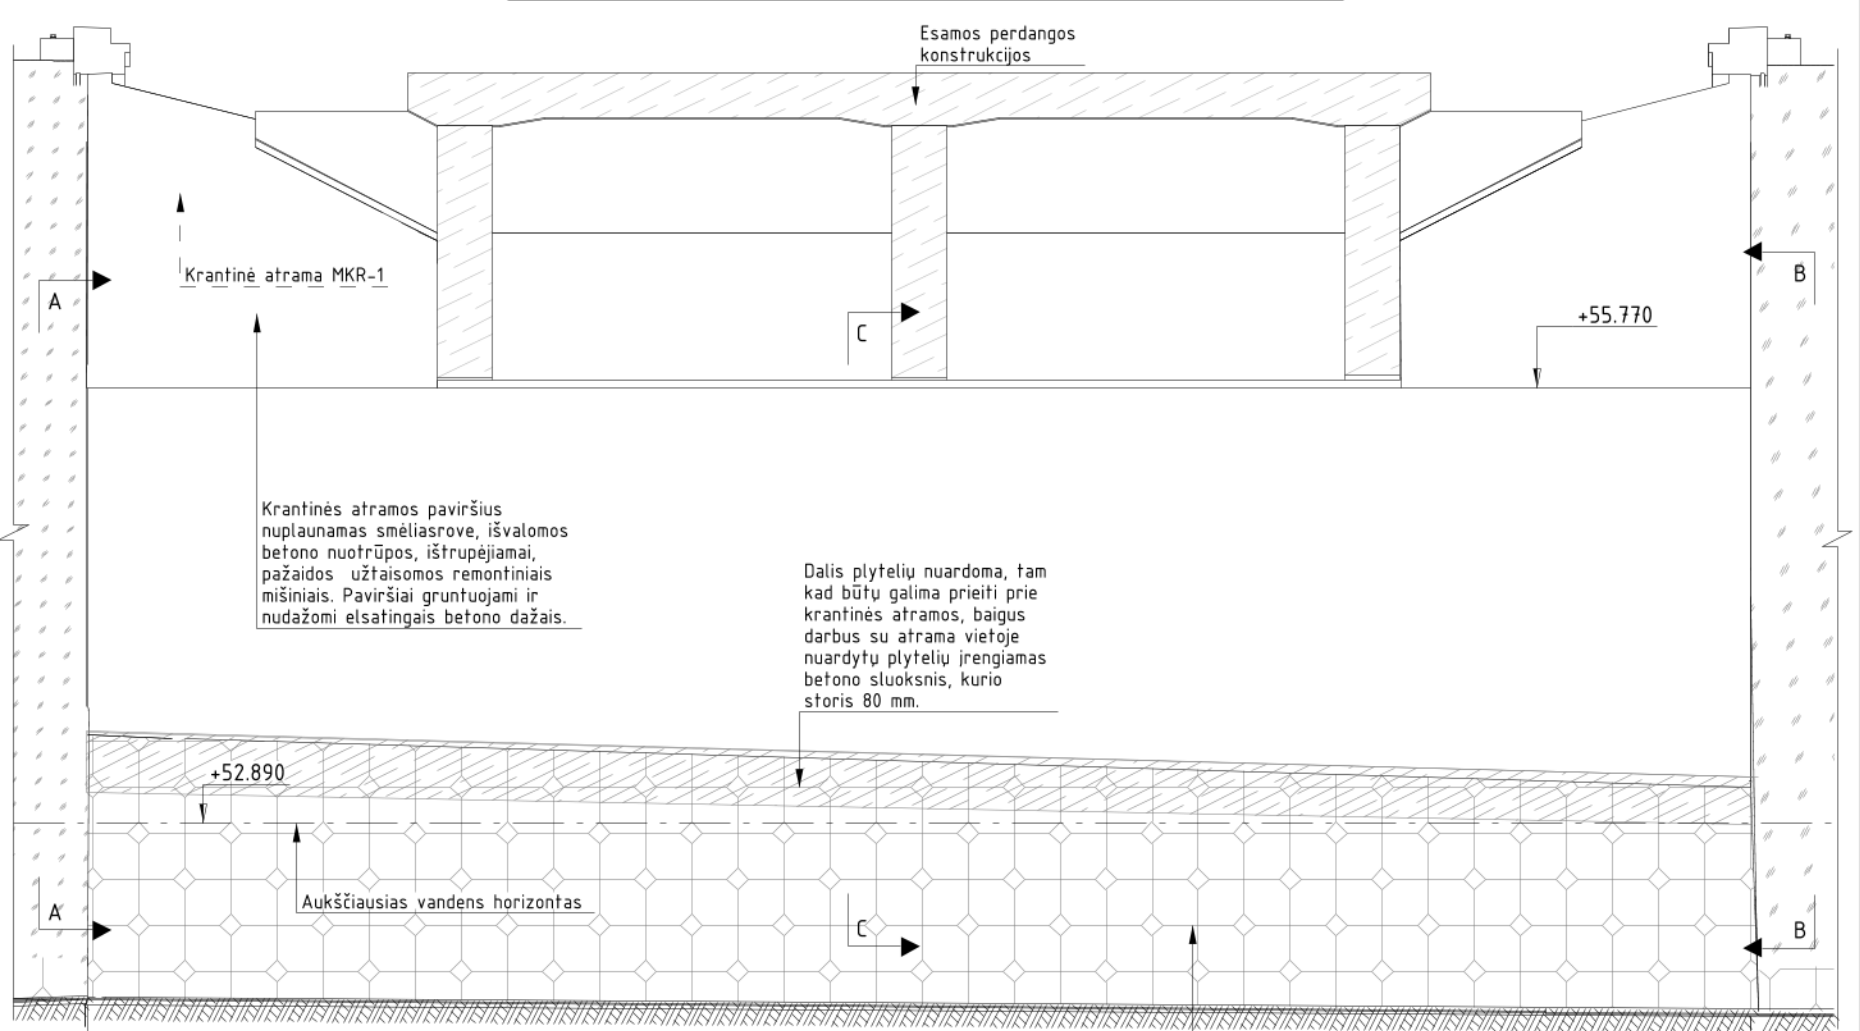 Esamos perdangos
konstrukcijos
Krantinė atrama MKR-1
A
B
C
+55.770
Krantinės atramos paviršius
nuplaunamas smėliasrove, išvalomos
betono nuotrūpos, ištrupėjiamai,
pažaidos užtaisomos remontiniais
mišiniais. Paviršiai gruntuojami ir
nudažomi elsatingais betono dažais.
Dalis plytelių nuardoma, tam
kad būtų galima prieiti prie
krantinės atramos, baigus
darbus su atrama vietoje
nuardytų plytelių įrengiamas
betono sluoksnis, kurio
storis 80 mm.
+52.890
Aukščiausias vandens horizontas
A
C
B